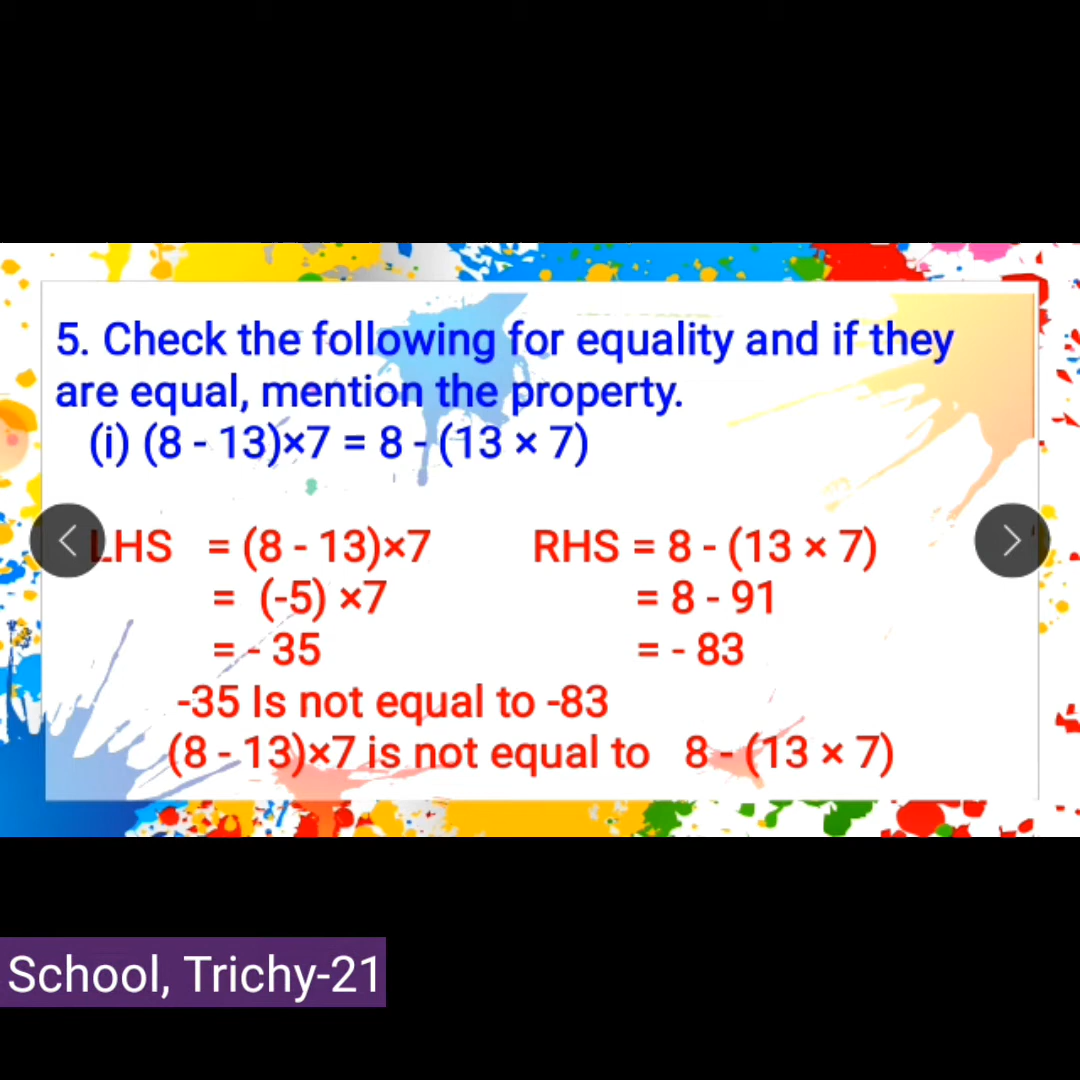 5. Check the following for equality and if they
are equal, mention the property.
(i) (8 - 13)×7 = 8 - (13 × 7)
LHS = (8 - 13)×7 RHS = 8 - (13 × 7)
= (-5) ×7 = 8 - 91
= - 35 = - 83
-35 Is not equal to -83
(8 - 13)×7 is not equal to 8 - (13 × 7)
School, Trichy-21